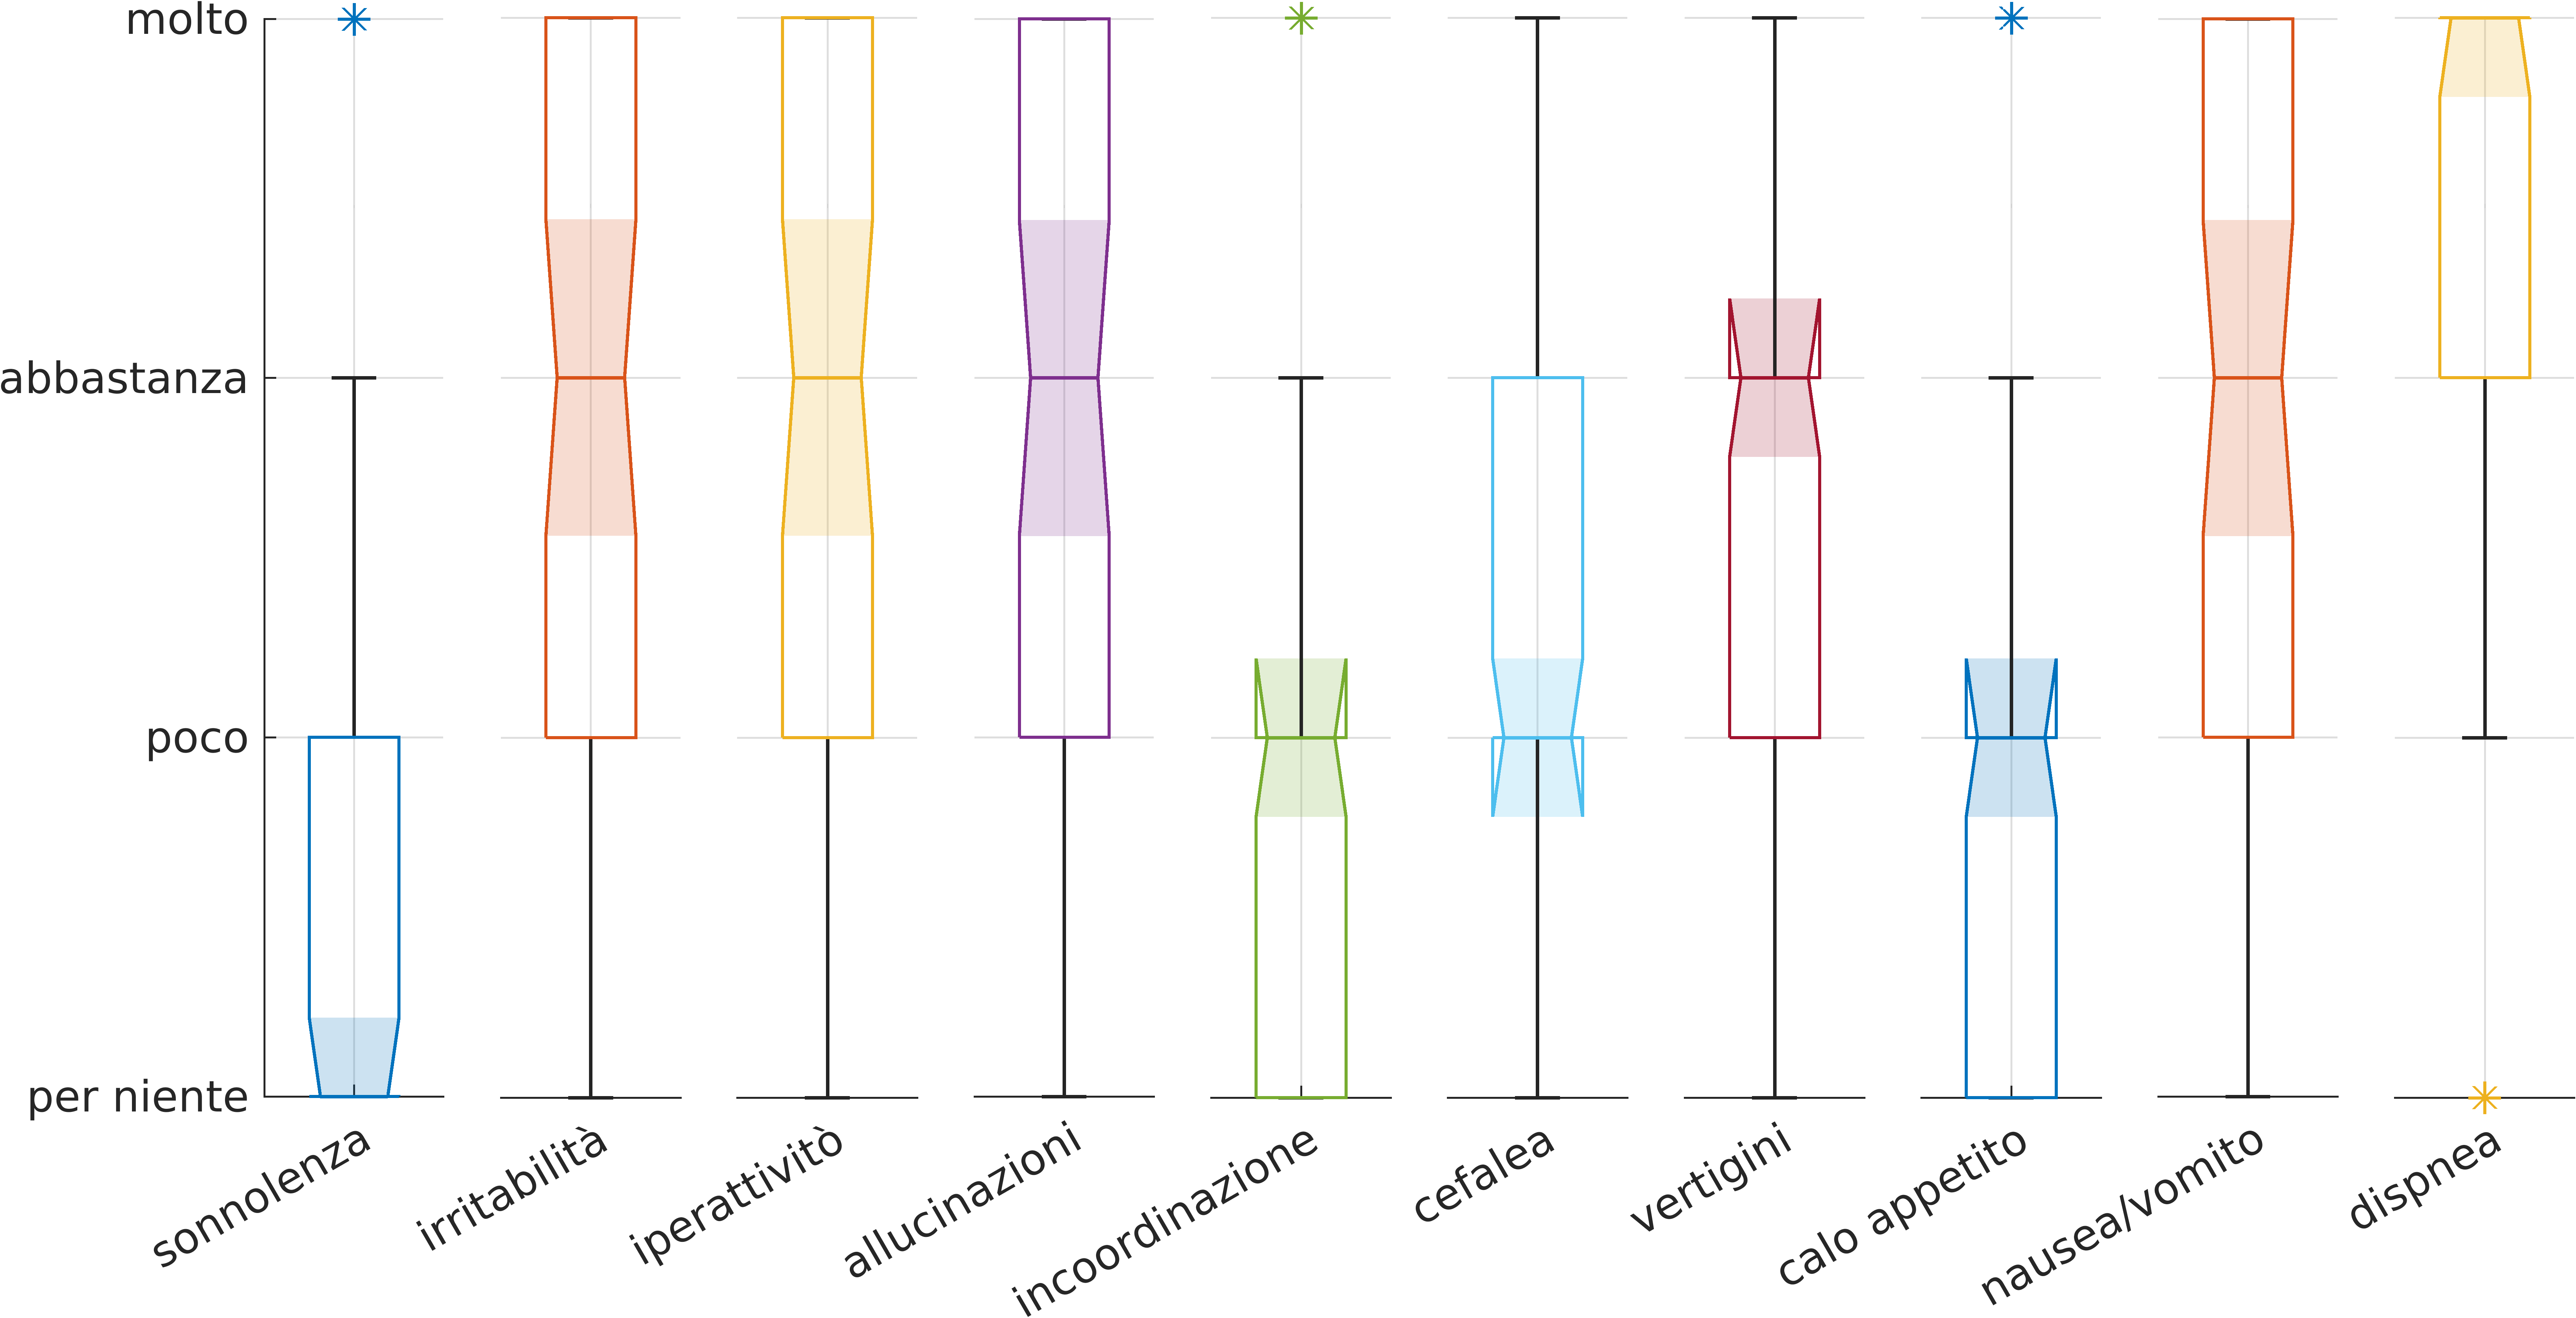 molto
abbastanza
poco
per niente
sonnolenza
irritabilità
iperattivitò
allucinazioni
incoordinazione
cefalea
vertigini
calo appetito
nausea/vomito
dispnea